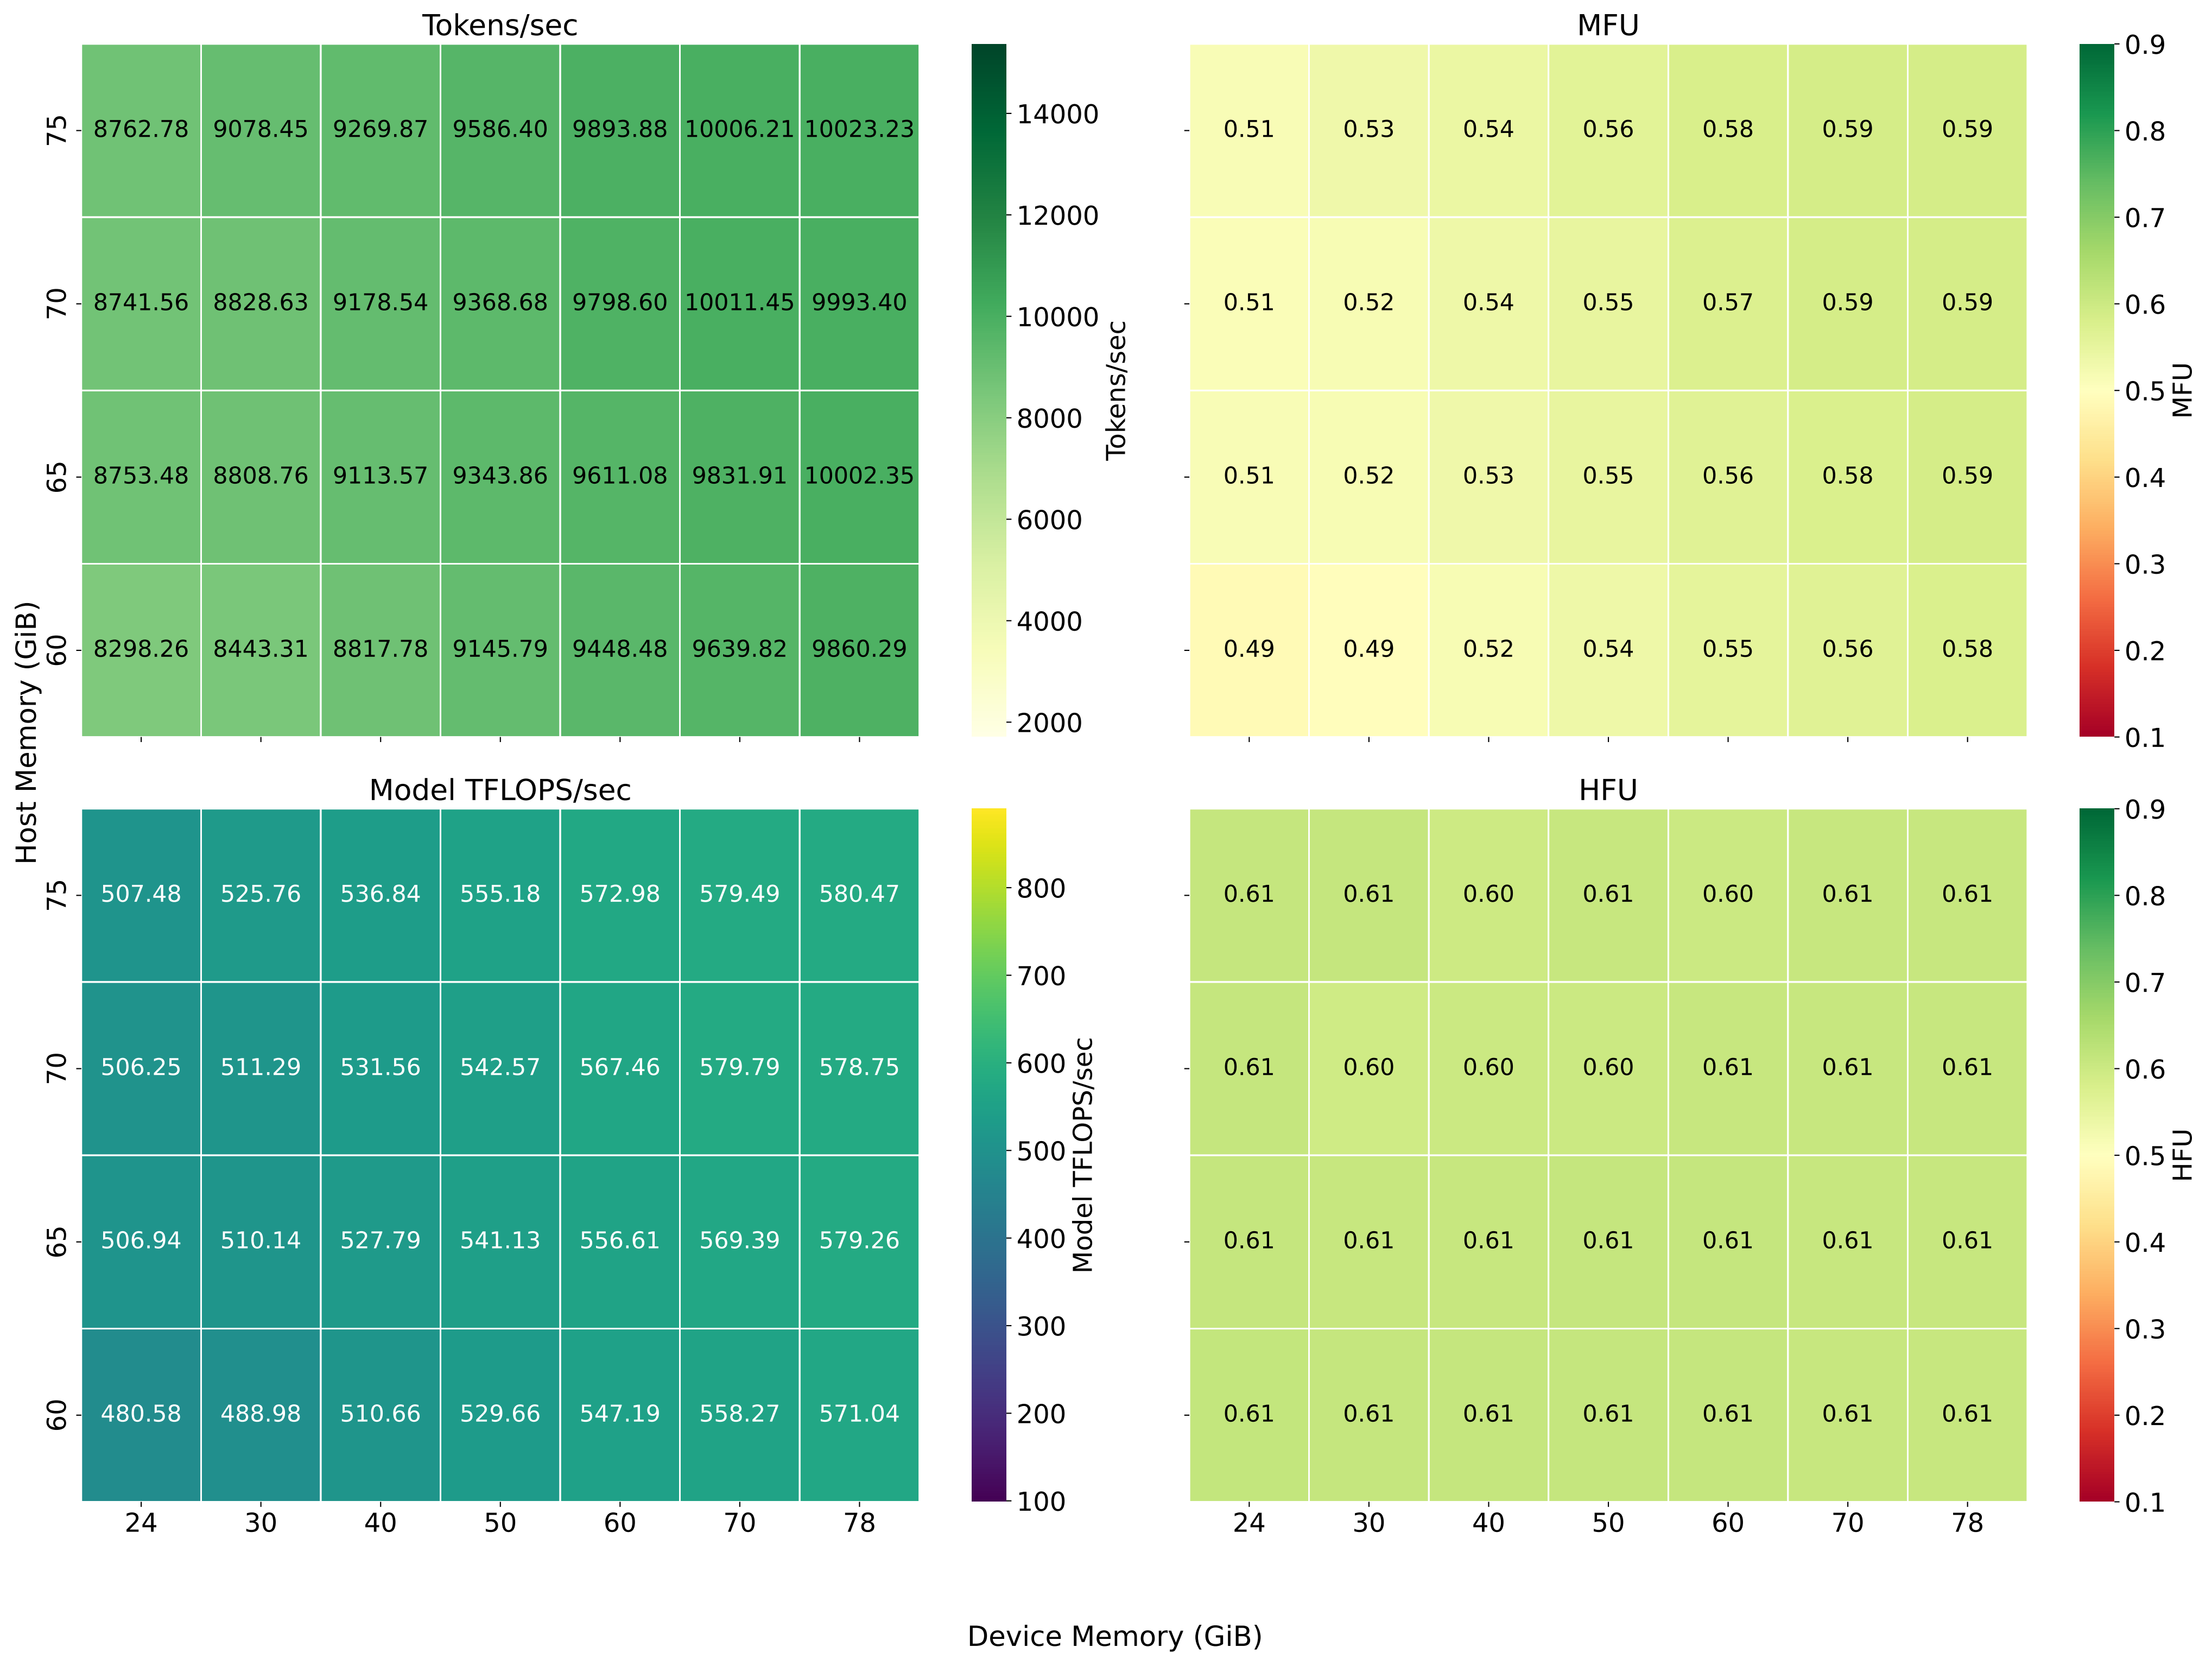 Tokens/sec
75 8762.78 9078.45 9269.87 9586.40 9893.88 10006.21 10023.23
70 8741.56 8828.63 9178.54 9368.68 9798.60 10011.45 9993.40
65 8753.48 8808.76 9113.57 9343.86 9611.08 9831.91 10002.35
60 8298.26 8443.31 8817.78 9145.79 9448.48 9639.82 9860.29
14000
12000
10000
8000
6000
4000
2000
Tokens/sec
MFU
0.51 0.53 0.54 0.56 0.58 0.59 0.59
0.51 0.52 0.54 0.55 0.57 0.59 0.59
0.51 0.52 0.53 0.55 0.56 0.58 0.59
0.49 0.49 0.52 0.54 0.55 0.56 0.58
0.9
0.8
0.7
0.6
0.5
0.4
0.3
0.2
0.1
MFU
Host Memory (GiB)
Model TFLOPS/sec
75 507.48 525.76 536.84 555.18 572.98 579.49 580.47
70 506.25 511.29 531.56 542.57 567.46 579.79 578.75
65 506.94 510.14 527.79 541.13 556.61 569.39 579.26
60 480.58 488.98 510.66 529.66 547.19 558.27 571.04
24 30 40 50 60 70 78
800
700
600
500
400
300
200
100
Model TFLOPS/sec
HFU
0.61 0.61 0.60 0.61 0.60 0.61 0.61
0.61 0.60 0.60 0.60 0.61 0.61 0.61
0.61 0.61 0.61 0.61 0.61 0.61 0.61
0.61 0.61 0.61 0.61 0.61 0.61 0.61
24 30 40 50 60 70 78
0.9
0.8
0.7
0.6
0.5
0.4
0.3
0.2
0.1
HFU
Device Memory (GiB)